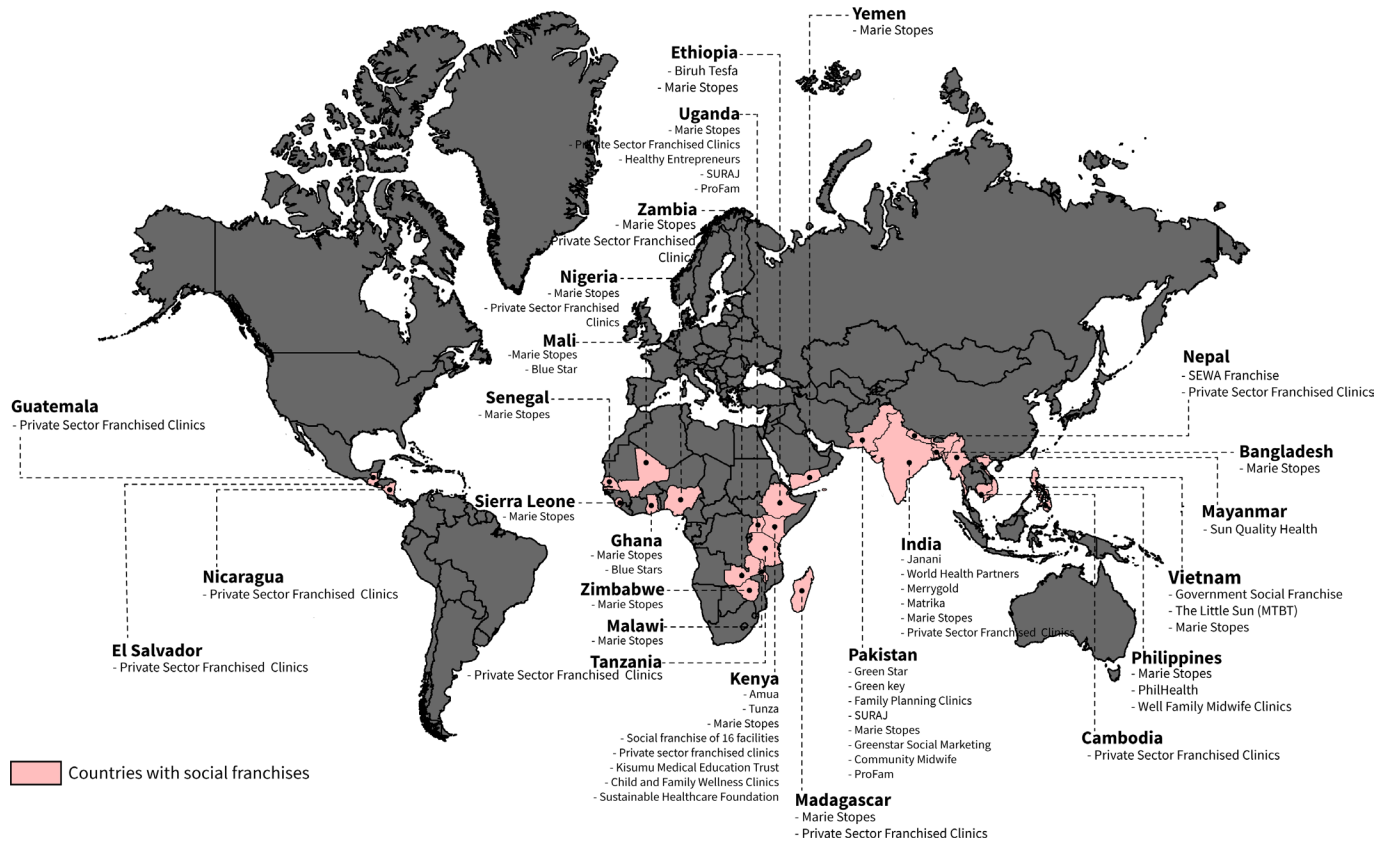 Yemen
- Marie Stopes
Ethiopia
- Biruh Tesfa
- Marie Stopes
Uganda
- Marie Stopes
- Private Sector Franchised Clinics
- Healthy Entrepreneurs
- SURAJ
- ProFam
Zambia
- Marie Stopes
- Private Sector Franchised
Clinics
Nigeria
- Marie Stopes
- Private Sector Franchised
Clinics
Mali
-Marie Stopes
- Blue Star
Senegal
- Marie Stopes
Guatemala
- Private Sector Franchised Clinics
Nepal
- SEWA Franchise
- Private Sector Franchised Clinics
Bangladesh
- Marie Stopes
Sierra Leone
- Marie Stopes
Mayanmar
- Sun Quality Health
Ghana
- Marie Stopes
- Blue Stars
India
- Janani
- World Health Partners
- Merrygold
- Matrika
- Marie Stopes
- Private Sector Franchised Clinics
Nicaragua
- Private Sector Franchised Clinics
Zimbabwe
- Marie Stopes
Vietnam
- Government Social Franchise
- The Little Sun (MTBT)
- Marie Stopes
Malawi
- Marie Stopes
El Salvador
- Private Sector Franchised Clinics
Tanzania
- Private Sector Franchised Clinics
Pakistan
- Green Star
- Green key
- Family Planning Clinics
- SURAJ
- Marie Stopes
- Greenstar Social Marketing
- Community Midwife
- ProFam
Philippines
- Marie Stopes
- PhilHealth
- Well Family Midwife Clinics
Kenya
- Amua
- Tunza
- Marie Stopes
- Social franchise of 16 facilities
- Private sector franchised clinics
- Kisumu Medical Education Trust
- Child and Family Wellness Clinics
- Sustainable Healthcare Foundation
Cambodia
- Private Sector Franchised Clinics
Madagascar
- Marie Stopes
- Private Sector Franchised Clinics
Countries with social franchises